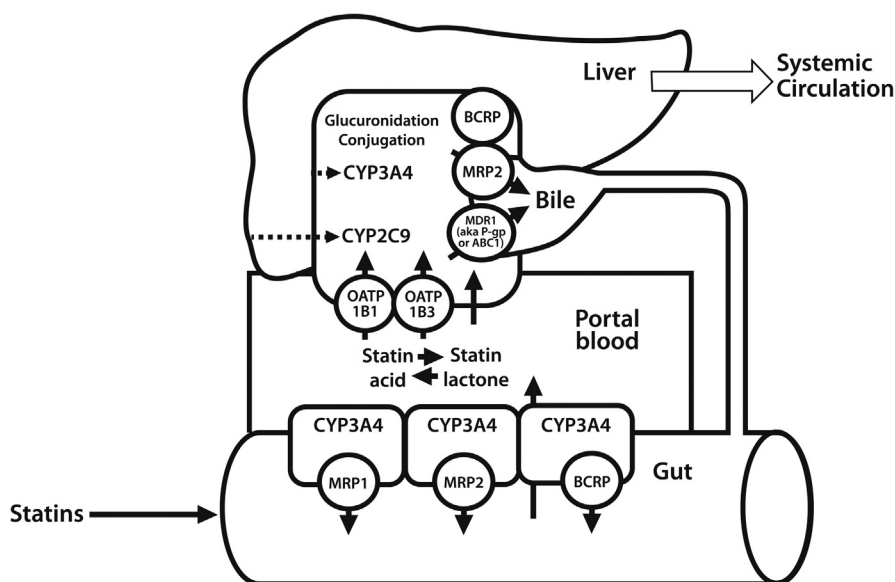 Liver
Systemic
Circulation
Glucuronidation
Conjugation
BCRP
CYP3A4
MRP2
Bile
CYP2C9
MDR1
(aka P-gp
or ABC1)
OATP
1B1
OATP
1B3
Portal
blood
Statin
acid
Statin
lactone
CYP3A4
CYP3A4
CYP3A4
MRP1
MRP2
BCRP
Gut
Statins